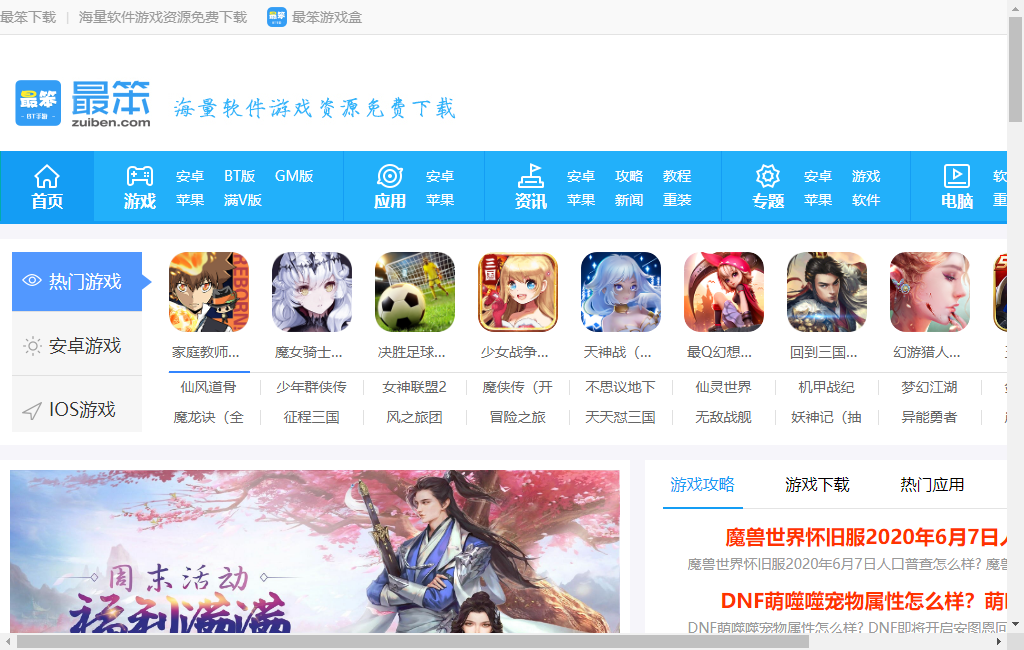 最笨下载 | 海量软件游戏资源免费下载 最笨游戏盒
最笨 - BT手游 - 最笨 zuiben.com 海量软件游戏资源免费下载
首页 游戏 安卓 BT版 GM版 苹果 满V版 应用 安卓 苹果 资讯 安卓 攻略 教程 苹果 新闻 重装 专题 安卓 游戏 苹果 软件 电脑 软 重
热门游戏
安卓游戏
IOS游戏
家庭教师... 魔女骑士... 决胜足球... 少女战争... 天神战（... 最Q幻想... 回到三国... 幻游猎人...
仙风道骨 少年群侠传 女神联盟2 魔侠传（开 不思议地下 仙灵世界 机甲战纪 梦幻江湖
魔龙诀（全 征程三国 风之旅团 冒险之旅 天天怼三国 无敌战舰 妖神记（抽 异能勇者
周末活动
福利满满
游戏攻略 游戏下载 热门应用
魔兽世界怀旧服2020年6月7日人
魔兽世界怀旧服2020年6月7日人口普查怎么样? 魔兽
DNF萌噬噬宠物属性怎么样？萌
DNF萌噬噬宠物属性怎么样? DNF即将开启安图恩回